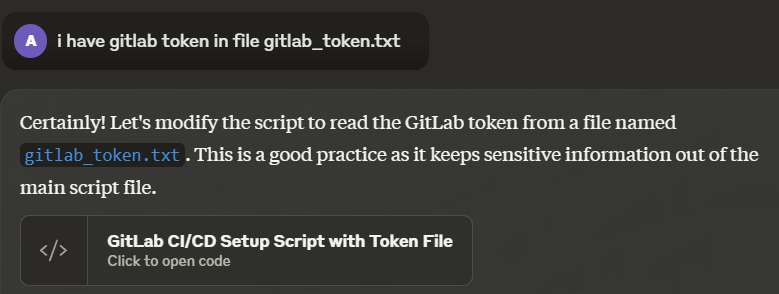 A i have gitlab token in file gitlab_token.txt
Certainly! Let's modify the script to read the GitLab token from a file named
gitlab_token.txt. This is a good practice as it keeps sensitive information out of the
main script file.
</> GitLab CI/CD Setup Script with Token File
Click to open code